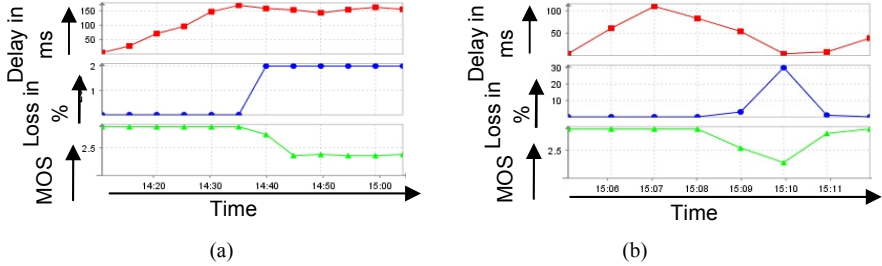 Delay in ms
150
100
50
Loss in %
2
1
MOS
2.5
14:20 14:30 14:40 14:50 15:00
Time
(a)
Delay in ms
100
50
Loss in %
30
20
10
MOS
2.5
15:06 15:07 15:08 15:09 15:10 15:11
Time
(b)